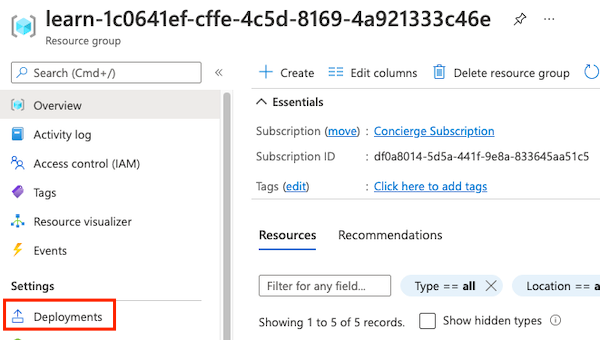 learn-1c0641ef-cffe-4c5d-8169-4a921333c46e
Resource group
Search (Cmd+/)
Overview
Activity log
Access control (IAM)
Tags
Resource visualizer
Events
Settings
Deployments
Create Edit columns Delete resource group
Essentials
Subscription (move) : Concierge Subscription
Subscription ID : df0a8014-5d5a-441f-9e8a-833645aa51c5
Tags (edit) : Click here to add tags
Resources Recommendations
Filter for any field... Type == all Location == a
Showing 1 to 5 of 5 records. Show hidden types